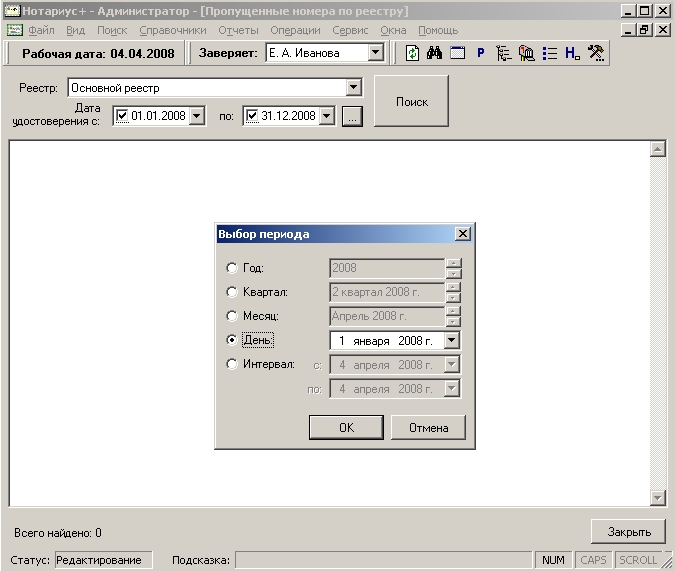 Нотариус+ - Администратор - [Пропущенные номера по реестру]
Файл Вид Поиск Справочники Отчеты Операции Сервис Окна Помощь
Рабочая дата: 04.04.2008 Заверяет: Е. А. Иванова P H
Реестр: Основной реестр
Поиск
Дата
удостоверения с: 01.01.2008 по: 31.12.2008 ...
Выбор периода
Год: 2008
Квартал: 2 квартал 2008 г.
Месяц: Апрель 2008 г.
День: 1 января 2008 г.
Интервал: с: 4 апреля 2008 г.
по: 4 апреля 2008 г.
OK Отмена
Всего найдено: 0
Закрыть
Статус: Редактирование Подсказка: NUM CAPS SCROLL